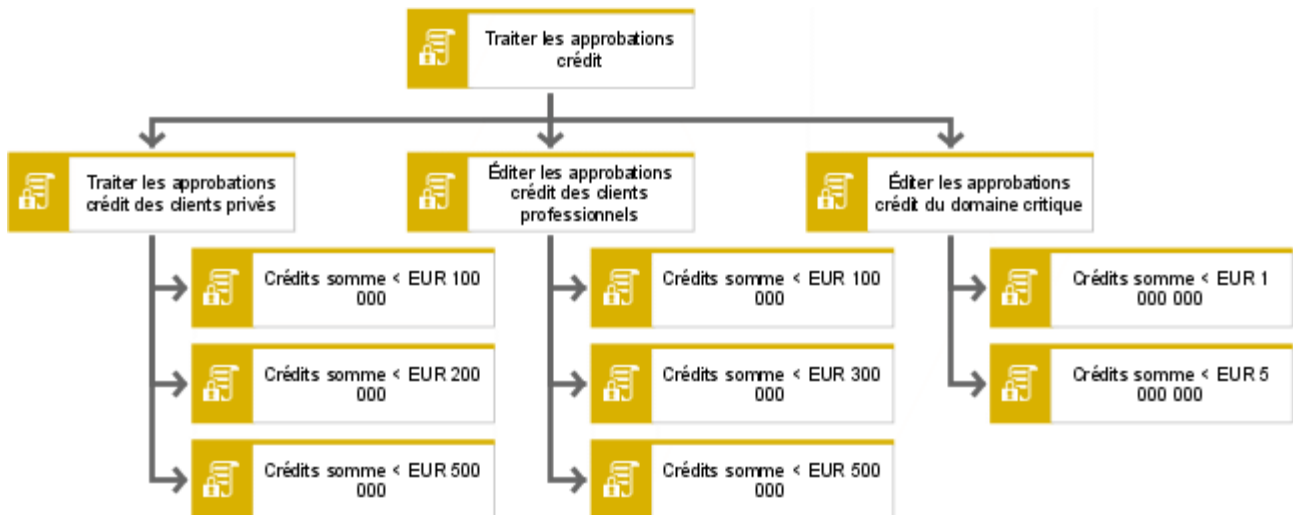 Traiter les approbations
crédit
Traiter les approbations
crédit des clients privés
Éditer les approbations
crédit des clients
professionnels
Éditer les approbations
crédit du domaine critique
Crédits somme < EUR 100
000
Crédits somme < EUR 100
000
Crédits somme < EUR 1
000 000
Crédits somme < EUR 200
000
Crédits somme < EUR 300
000
Crédits somme < EUR 5
000 000
Crédits somme < EUR 500
000
Crédits somme < EUR 500
000